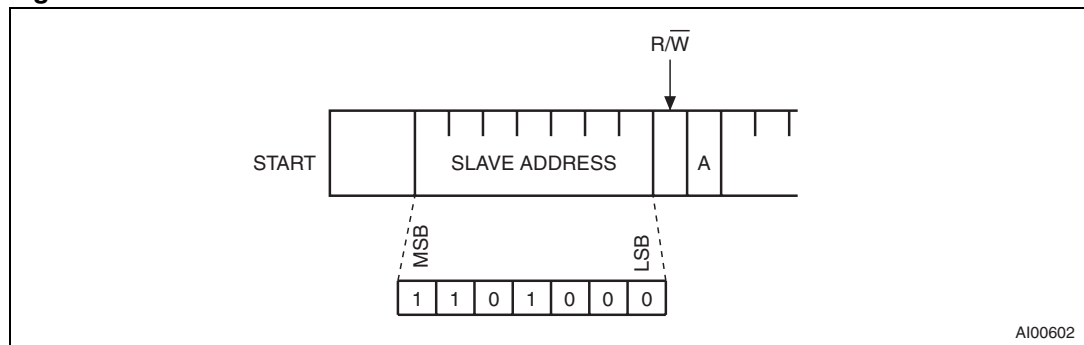 R/W̅
START
SLAVE ADDRESS
A
MSB
LSB
1 1 0 1 0 0 0
AI00602